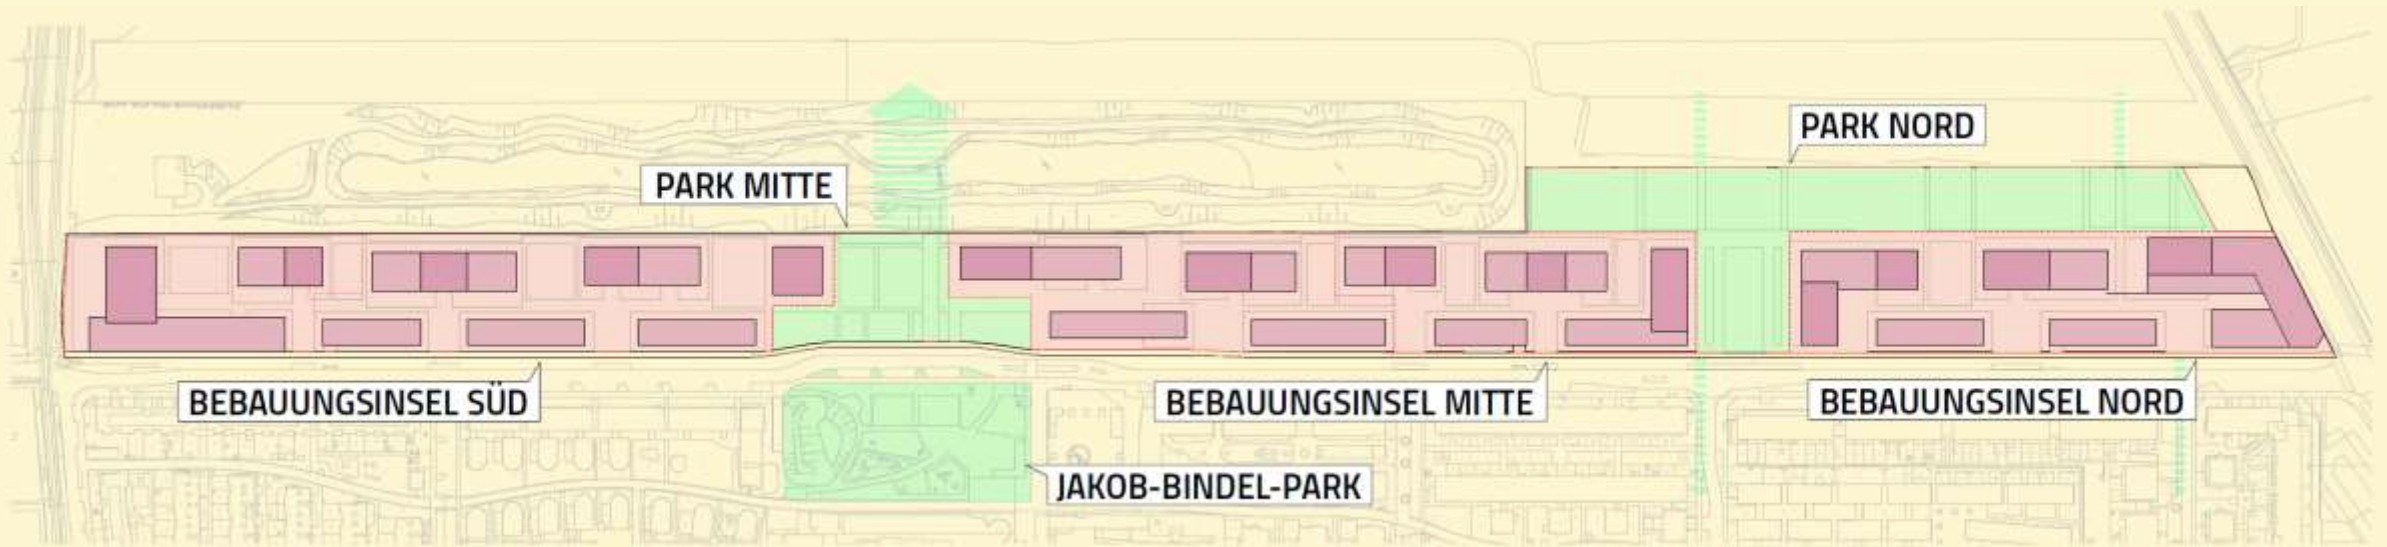 PARK NORD
PARK MITTE
BEBAUUNGSINSEL SÜD
BEBAUUNGSINSEL MITTE
BEBAUUNGSINSEL NORD
JAKOB-BINDEL-PARK